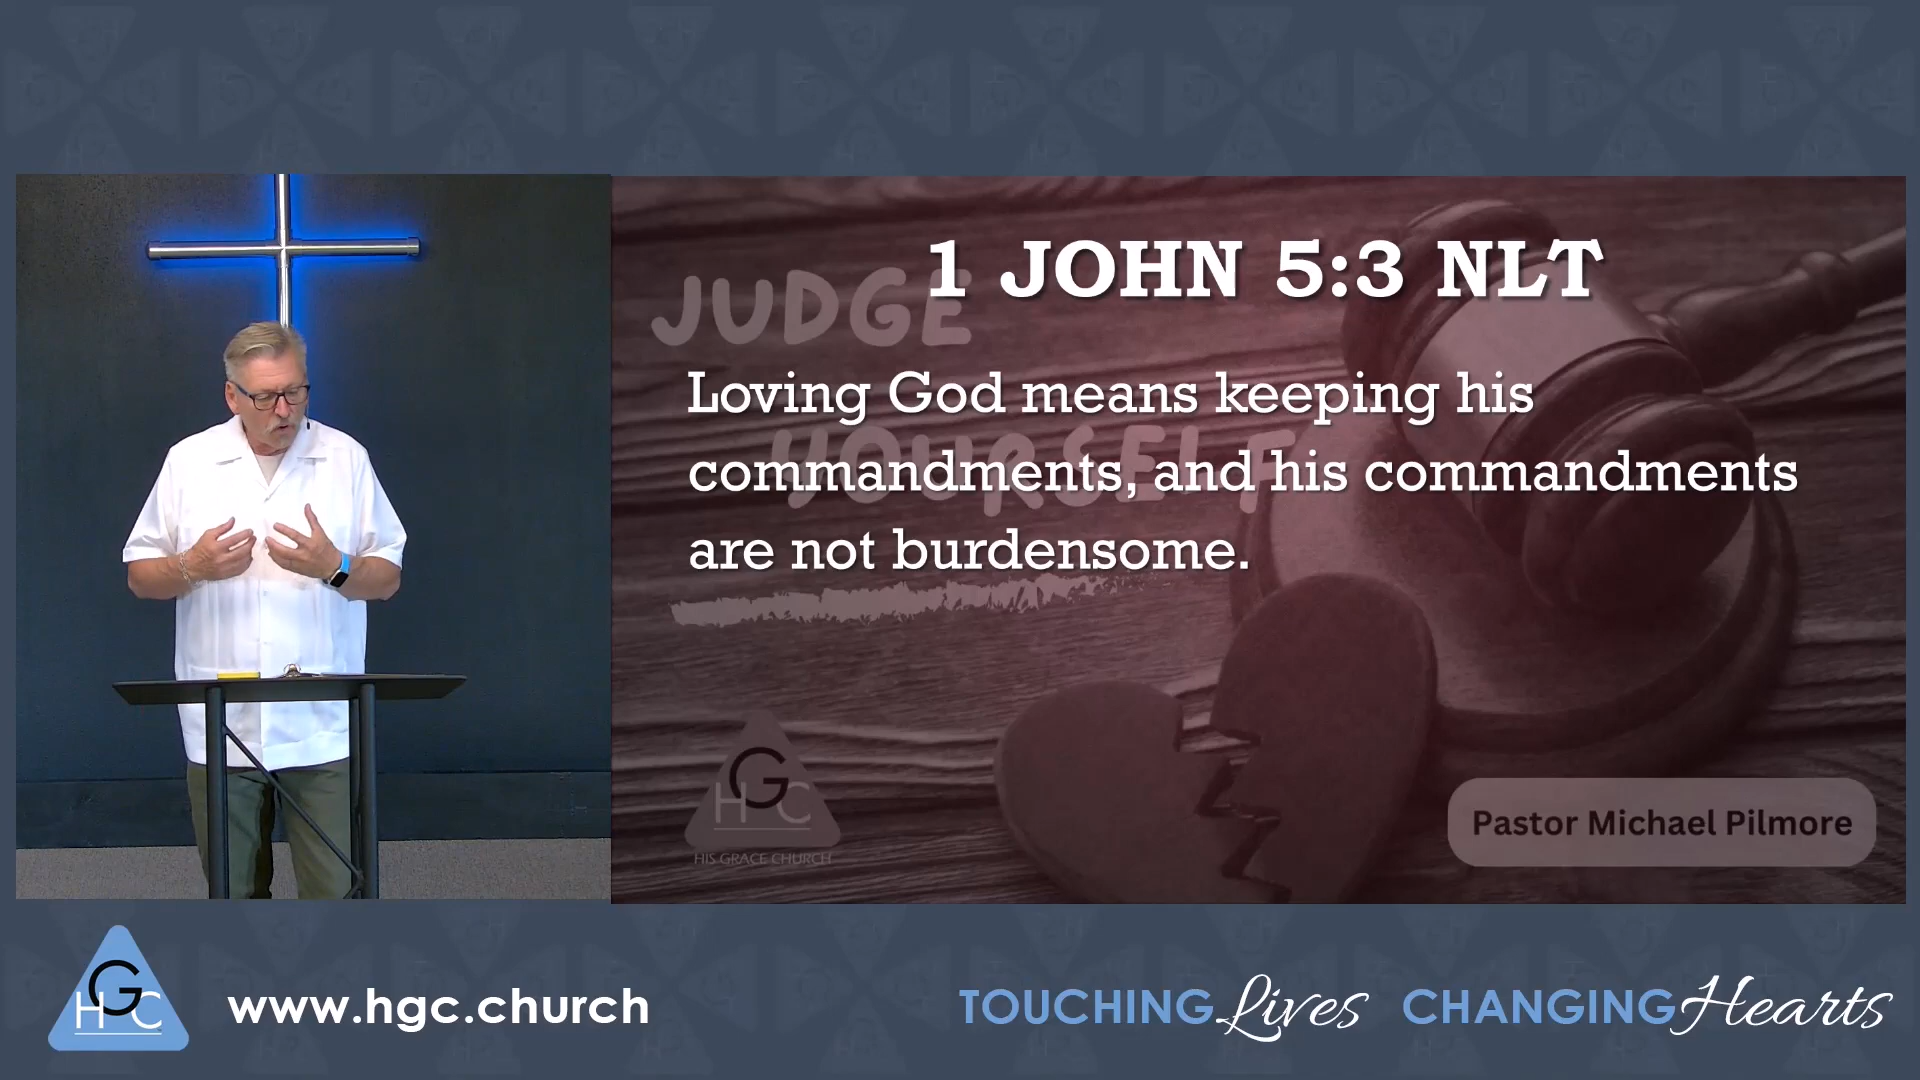 1 JOHN 5:3 NLT
JUDGE
Loving God means keeping his
YOURSELF
commandments, and his commandments
are not burdensome.
HGC
HIS GRACE CHURCH
Pastor Michael Pilmore
HGC
www.hgc.church
TOUCHING Lives CHANGING Hearts